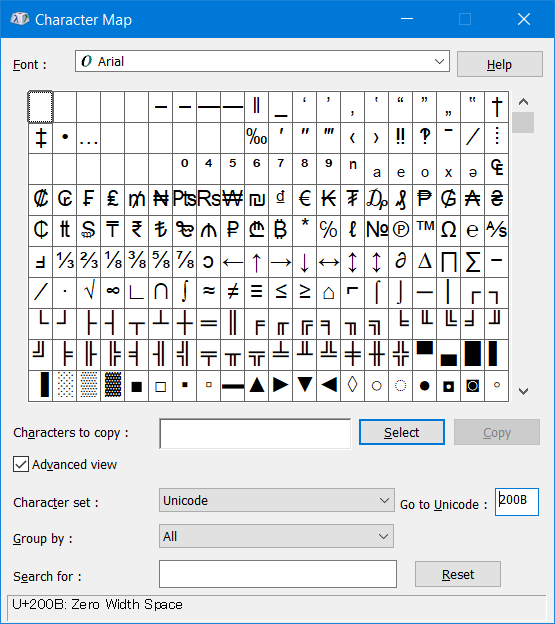 Character Map
Font : Arial Help
– – — — ‖ ‗ ‘ ’ ‚ ‛ “ ” „ ‟ †
‡ • … ‰ ′ ″ ‴ ‹ › ‼ ‽ ‾ ⁄ ⁞
⁰ ⁴ ⁵ ⁶ ⁷ ⁸ ⁹ ⁿ ₐ ₑ ₒ ₓ ₔ ₠
₡ ₢ ₣ ₤ ₥ ₦ ₧ ₨ ₩ ₪ ₫ € ₭ ₮ ₯ ₰ ₱ ₲ ₳ ₴
₵ ₶ ₷ ₸ ₹ ₺ ₻ ₼ ₽ ₾ ₿ * ℅ ℓ № ℗ ™ Ω ℮ ⅍
ⅎ ⅓ ⅔ ⅛ ⅜ ⅝ ⅞ ↄ ← ↑ → ↓ ↔ ↕ ↨ ∂ ∆ ∏ ∑ −
∕ ∙ √ ∞ ∟ ∩ ∫ ≈ ≠ ≡ ≤ ≥ ⌂ ⌐ ⌠ ⌡ ─ │ ┌ ┐
└ ┘ ├ ┤ ┬ ┴ ┼ ═ ║ ╒ ╓ ╔ ╕ ╖ ╗ ╘ ╙ ╚ ╛ ╜
╝ ╞ ╟ ╠ ╡ ╢ ╣ ╤ ╥ ╦ ╧ ╨ ╩ ╪ ╫ ╬ ▀ ▄ █ ▌
▐ ░ ▒ ▓ ■ □ ▪ ▫ ▬ ▲ ► ▼ ◄ ◊ ○ ◌ ● ◘ ◙ ◦
Characters to copy : Select Copy
Advanced view
Character set : Unicode Go to Unicode : 200B
Group by : All
Search for : Reset
U+200B: Zero Width Space